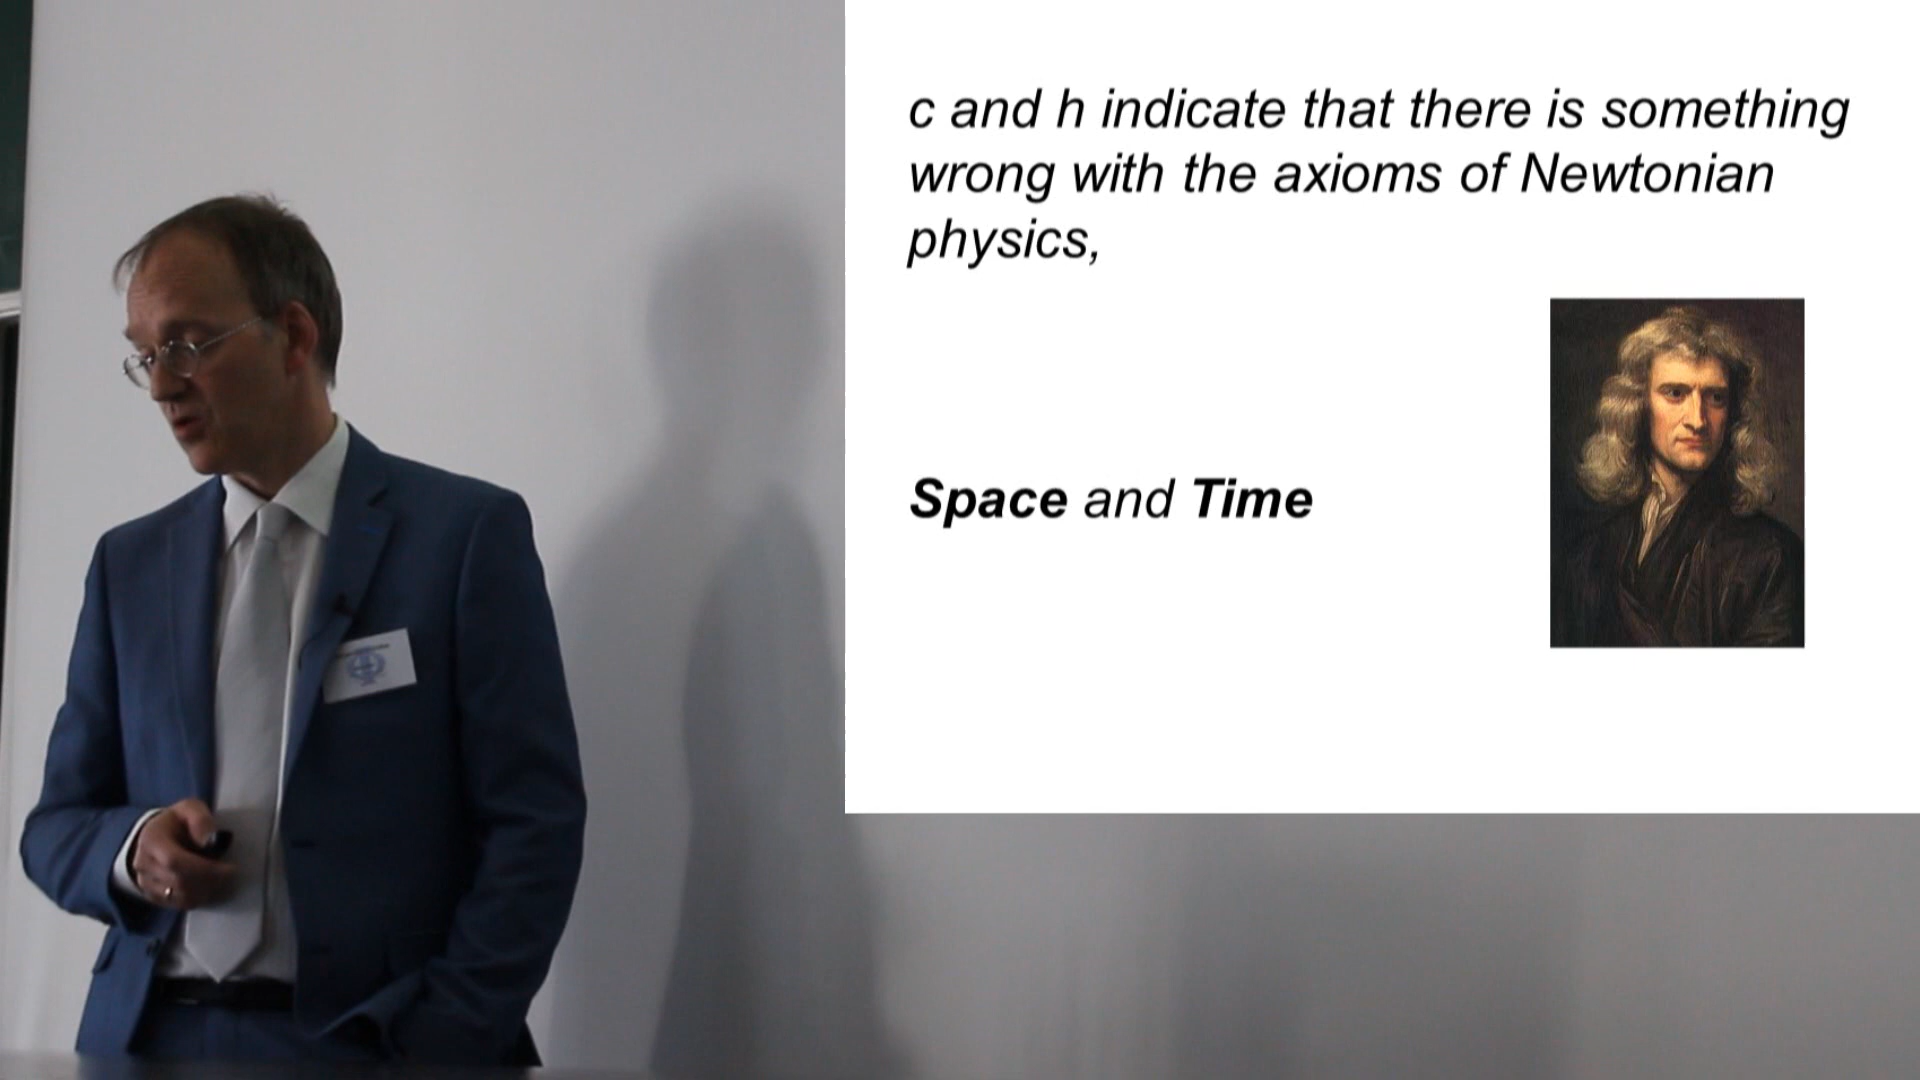 c and h indicate that there is something
wrong with the axioms of Newtonian
physics,
Space and Time